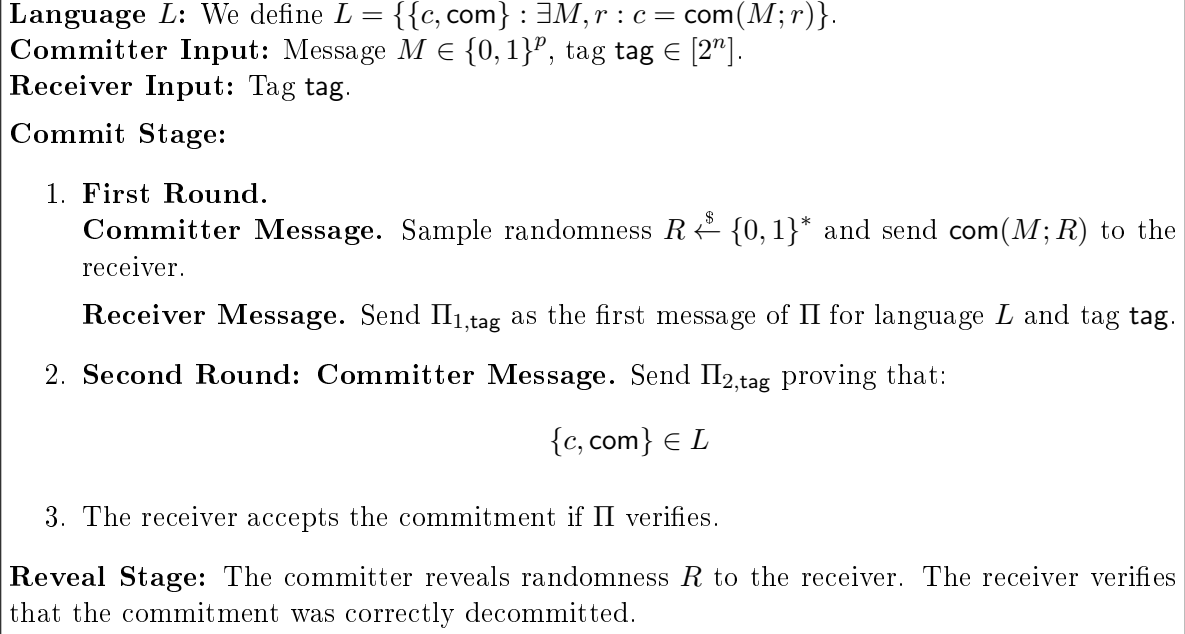 Language L: We define L = {{c, com} : ∃M, r : c = com(M; r)}.
Committer Input: Message M ∈ {0, 1}^p, tag tag ∈ [2^n].
Receiver Input: Tag tag.
Commit Stage:
1. First Round.
Committer Message. Sample randomness R ←$ {0, 1}^* and send com(M; R) to the
receiver.
Receiver Message. Send Π_{1,tag} as the first message of Π for language L and tag tag.
2. Second Round: Committer Message. Send Π_{2,tag} proving that:
{c, com} ∈ L
3. The receiver accepts the commitment if Π verifies.
Reveal Stage: The committer reveals randomness R to the receiver. The receiver verifies
that the commitment was correctly decommitted.